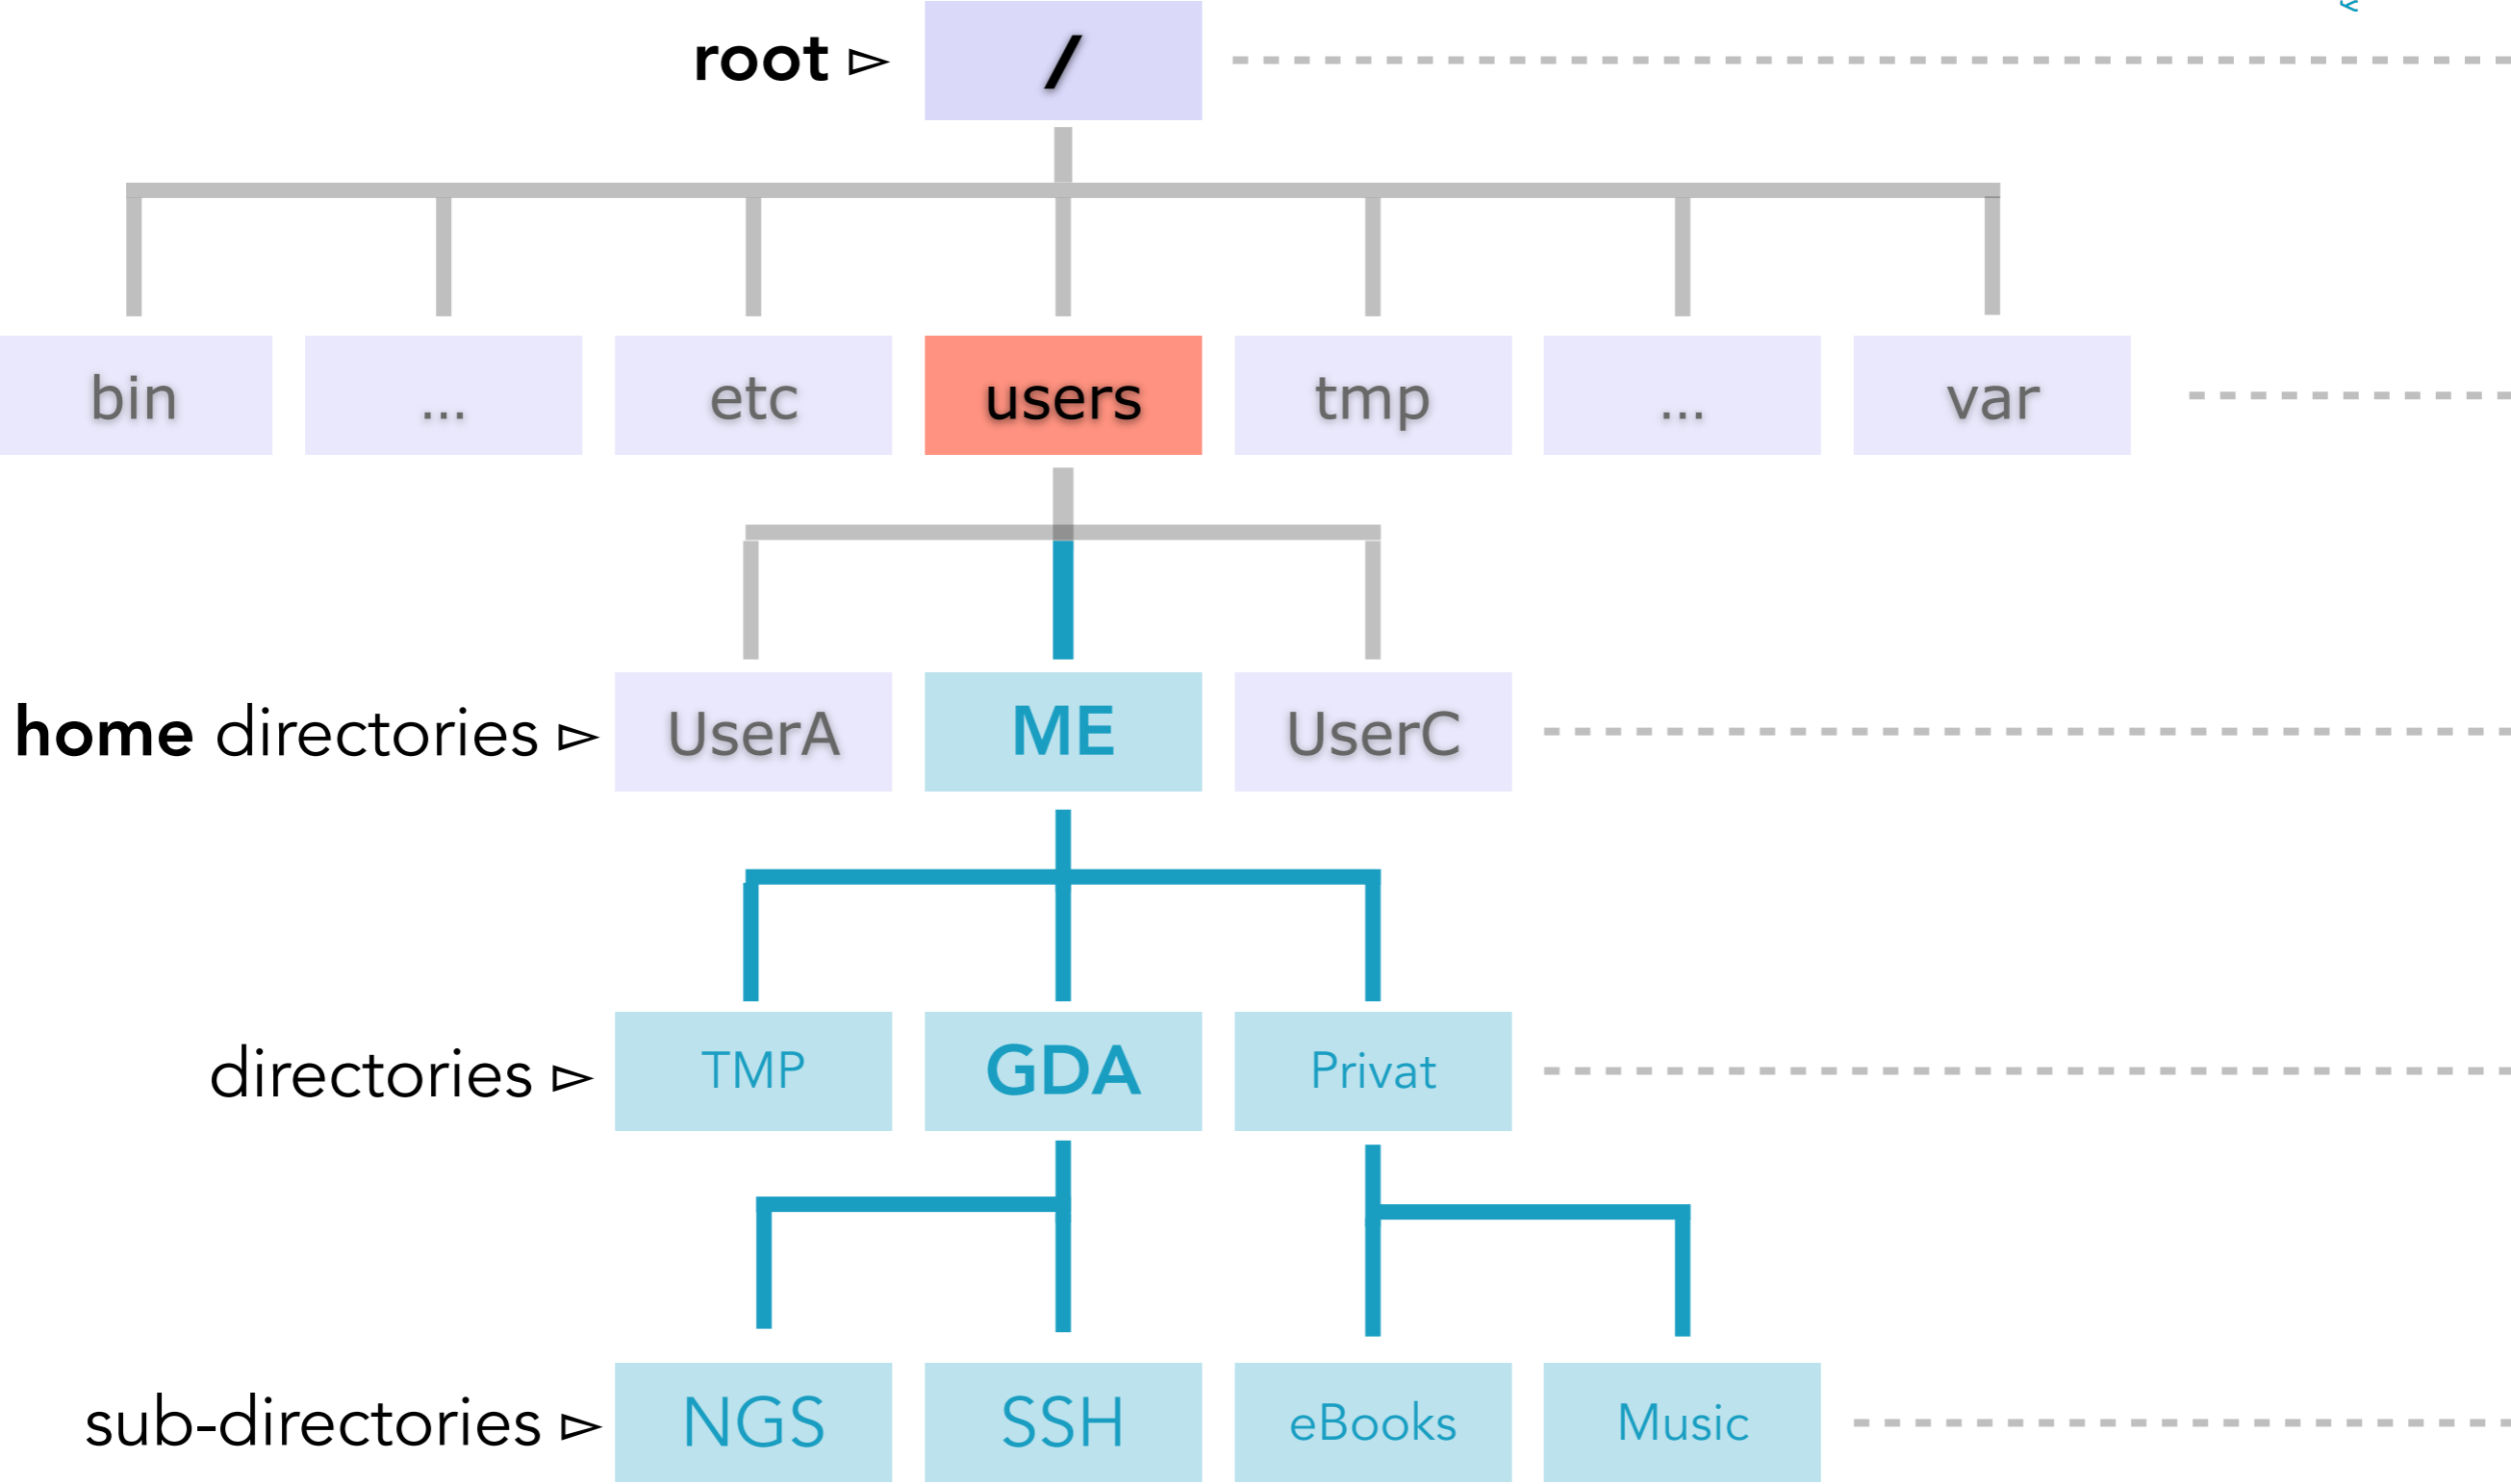 root ▻ /
bin ... etc users tmp ... var
home directories ▻ UserA ME UserC
directories ▻ TMP GDA Privat
sub-directories ▻ NGS SSH eBooks Music